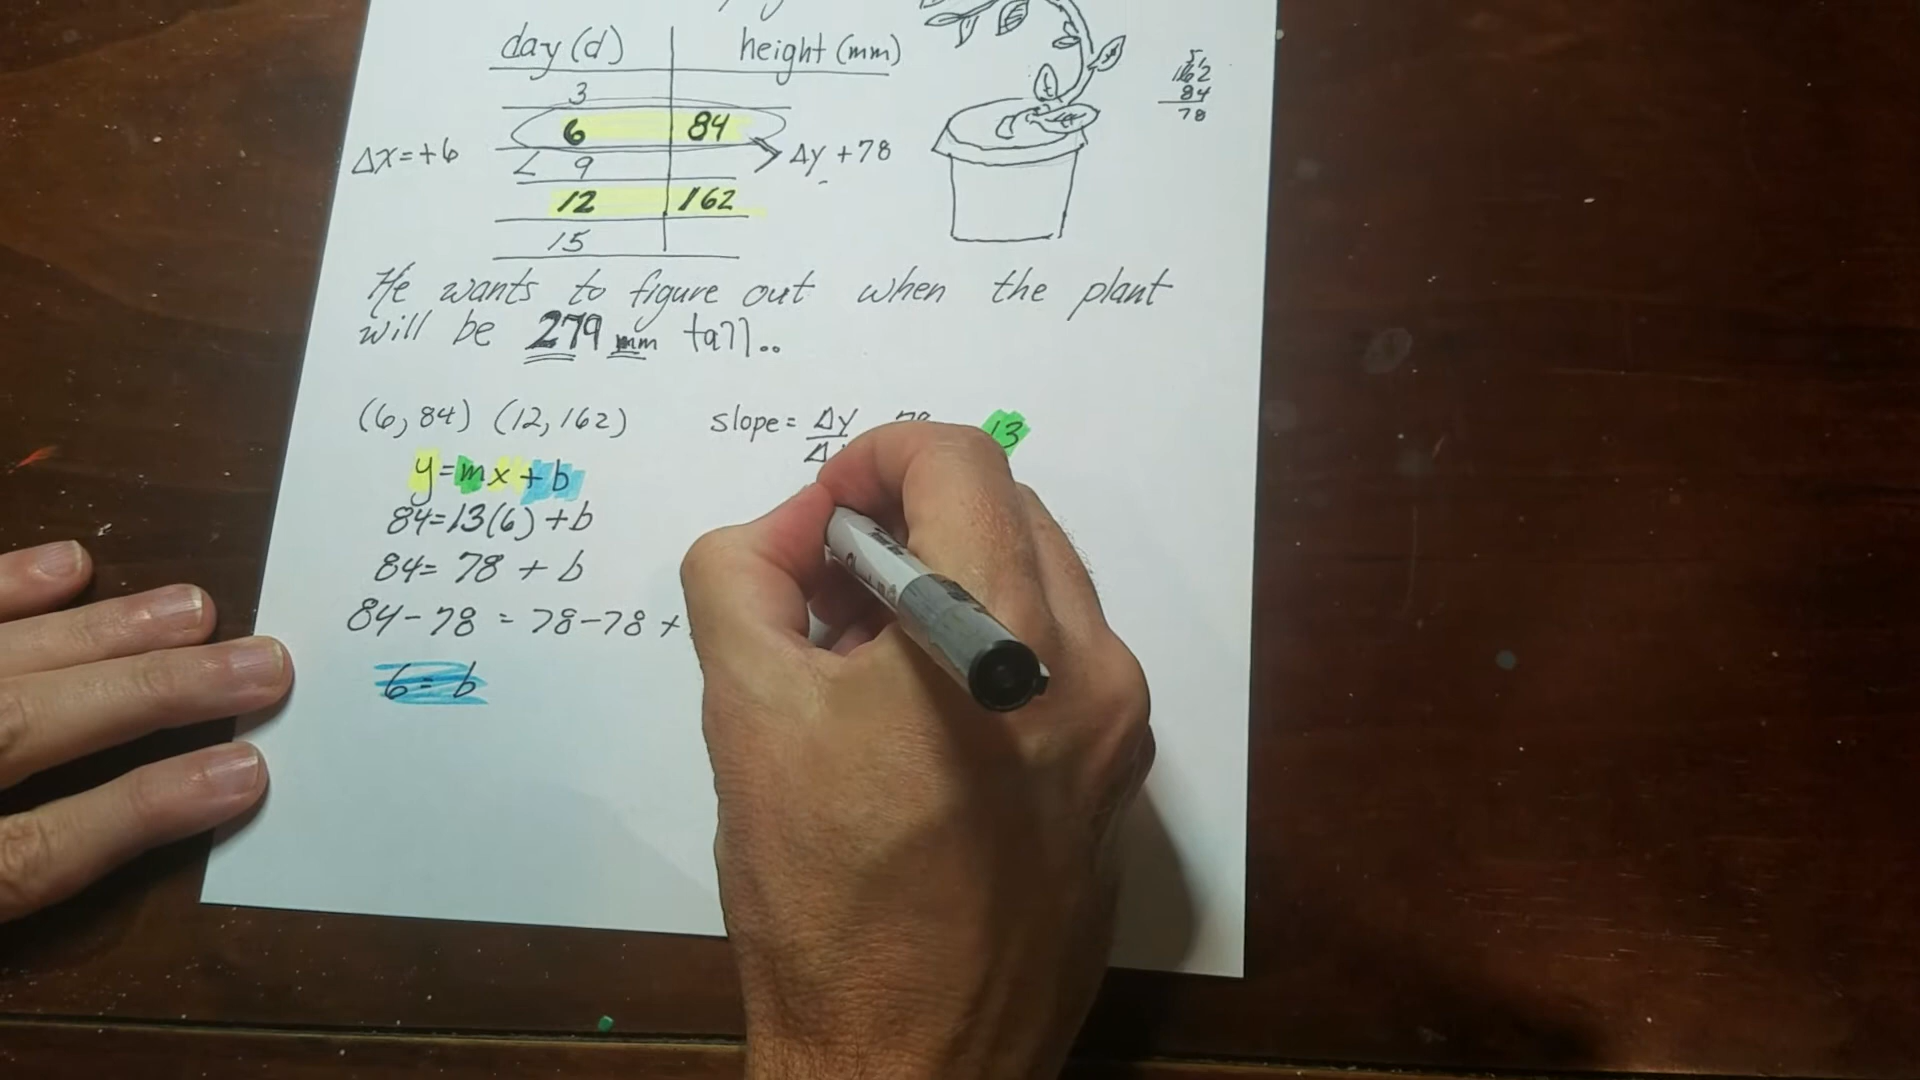 day (d) height (mm)
3
6 84
9
12 162
15
Δx=+6
Δy +78
162
84
78
He wants to figure out when the plant
will be 279 mm tall..
(6, 84) (12, 162)
slope = Δy 13
y=mx+b
84=13(6)+b
84= 78 + b
84-78 = 78-78 +
6=b